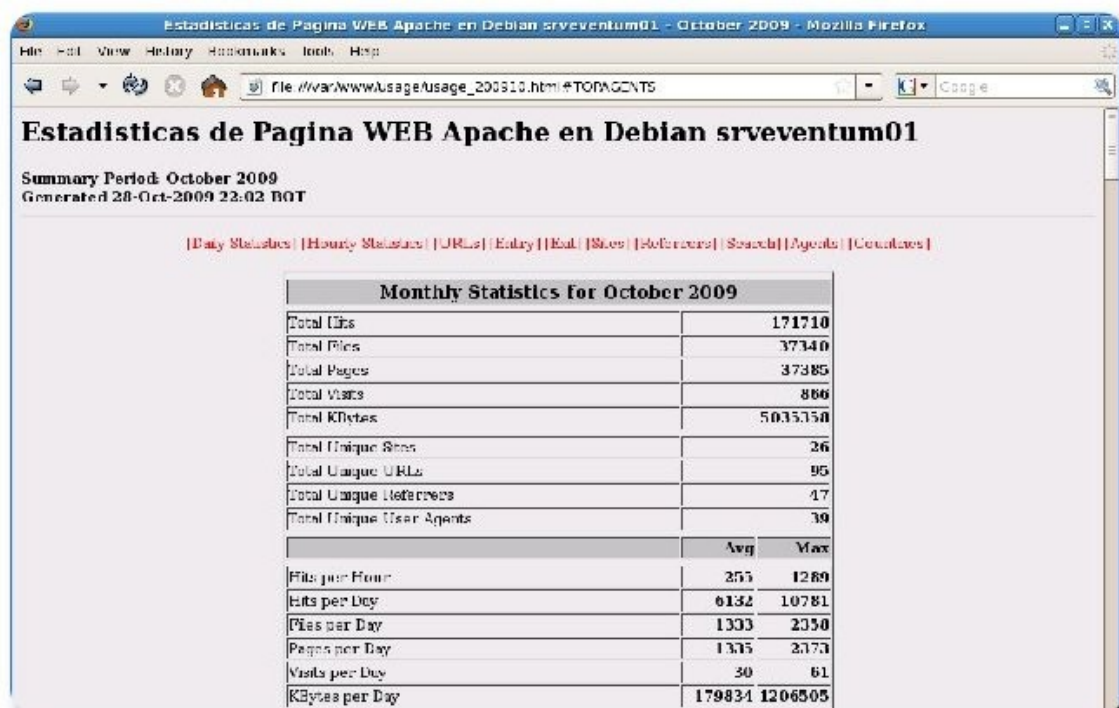 Estadisticas de Pagina WEB Apache en Debian srveventum01 - October 2009 - Mozilla Firefox
File Edit View History Bookmarks Tools Help
file:///var/www/usage/usage_200910.html#TOPAGENTS Google
Estadisticas de Pagina WEB Apache en Debian srveventum01
Summary Period: October 2009
Generated 28-Oct-2009 22:02 BOT
[Daily Statistics] [Hourly Statistics] [URLs] [Entry] [Exit] [Sites] [Referrers] [Search] [Agents] [Countries]
Monthly Statistics for October 2009
Total Hits 171710
Total Files 37340
Total Pages 37385
Total Visits 866
Total KBytes 5035358
Total Unique Sites 26
Total Unique URLs 95
Total Unique Referrers 47
Total Unique User Agents 39
Avg Max
Hits per Hour 255 1289
Hits per Day 6132 10781
Files per Day 1333 2358
Pages per Day 1335 2373
Visits per Day 30 61
KBytes per Day 179834 1206505